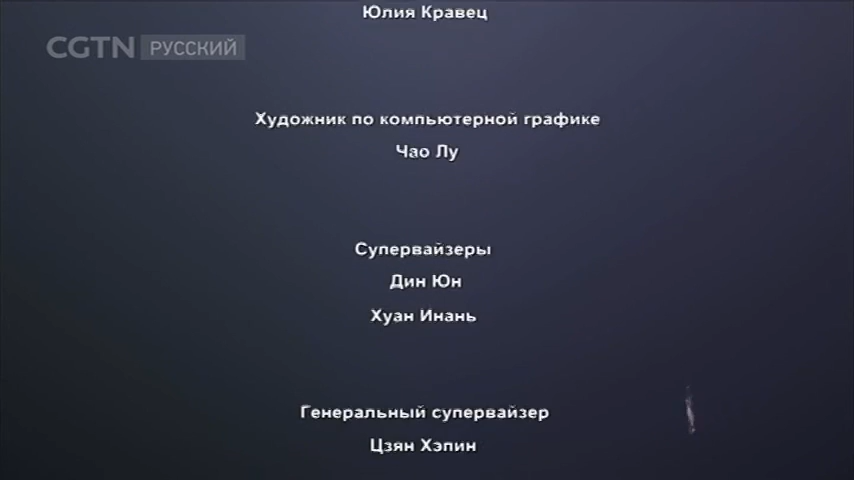 Юлия Кравец
CGTN РУССКИЙ
Художник по компьютерной графике
Чао Лу
Супервайзеры
Дин Юн
Хуан Инань
Генеральный супервайзер
Цзян Хэпин